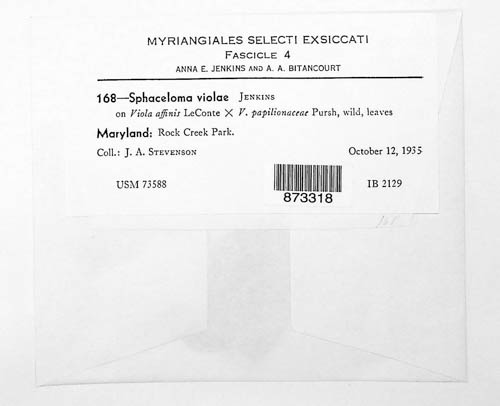 MYRIANGIALES SELECTI EXSICCATI
FASCICLE 4
ANNA E. JENKINS AND A. A. BITANCOURT
168—Sphaceloma violae JENKINS
on Viola affinis LeConte × V. papilionaceae Pursh, wild, leaves
Maryland: Rock Creek Park.
Coll.: J. A. STEVENSON October 12, 1935
USM 73588 IB 2129
873318